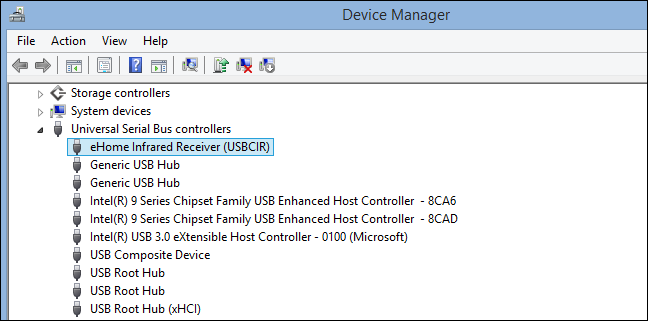 Device Manager
File Action View Help
Storage controllers
System devices
Universal Serial Bus controllers
eHome Infrared Receiver (USBCIR)
Generic USB Hub
Generic USB Hub
Intel(R) 9 Series Chipset Family USB Enhanced Host Controller - 8CA6
Intel(R) 9 Series Chipset Family USB Enhanced Host Controller - 8CAD
Intel(R) USB 3.0 eXtensible Host Controller - 0100 (Microsoft)
USB Composite Device
USB Root Hub
USB Root Hub
USB Root Hub (xHCI)